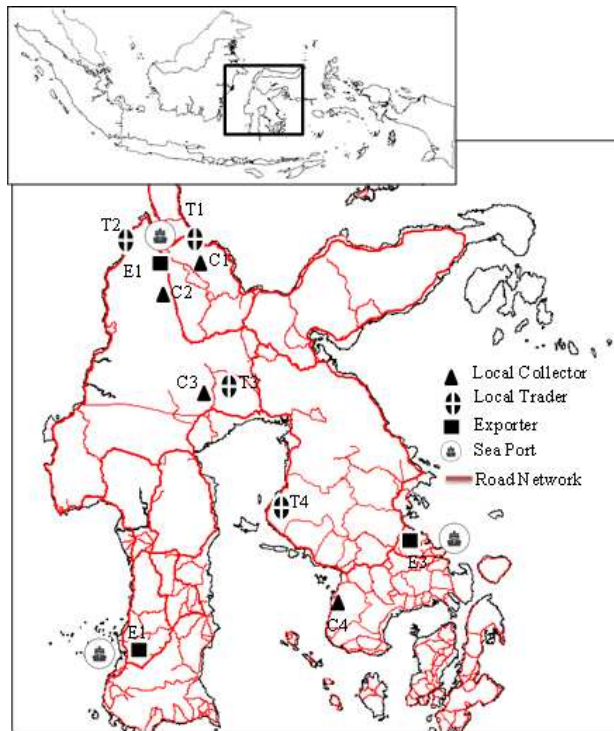 T1
T2
E1
C1
C2
C3
T3
Local Collector
Local Trader
Exporter
Sea Port
Road Network
T4
E3
C4
E1